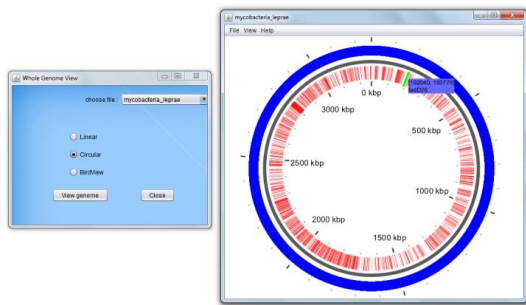 Whole Genome View
choose file :
mycobacteria_leprae
Linear
Circular
BirdView
View genome
Close
mycobacteria_leprae
File View Help
0 kbp
500 kbp
1000 kbp
1500 kbp
2000 kbp
2500 kbp
3000 kbp
fadD28